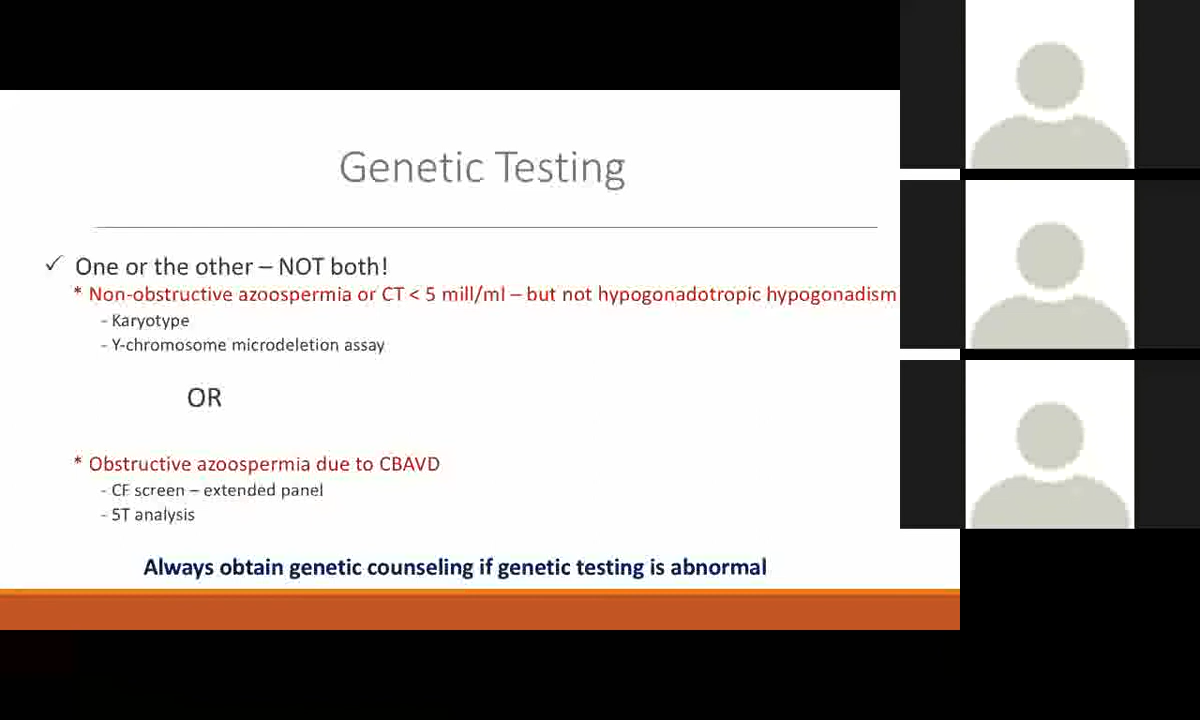 Genetic Testing
✓ One or the other – NOT both!
* Non-obstructive azoospermia or CT < 5 mill/ml – but not hypogonadotropic hypogonadism
- Karyotype
- Y-chromosome microdeletion assay
OR
* Obstructive azoospermia due to CBAVD
- CF screen – extended panel
- 5T analysis
Always obtain genetic counseling if genetic testing is abnormal